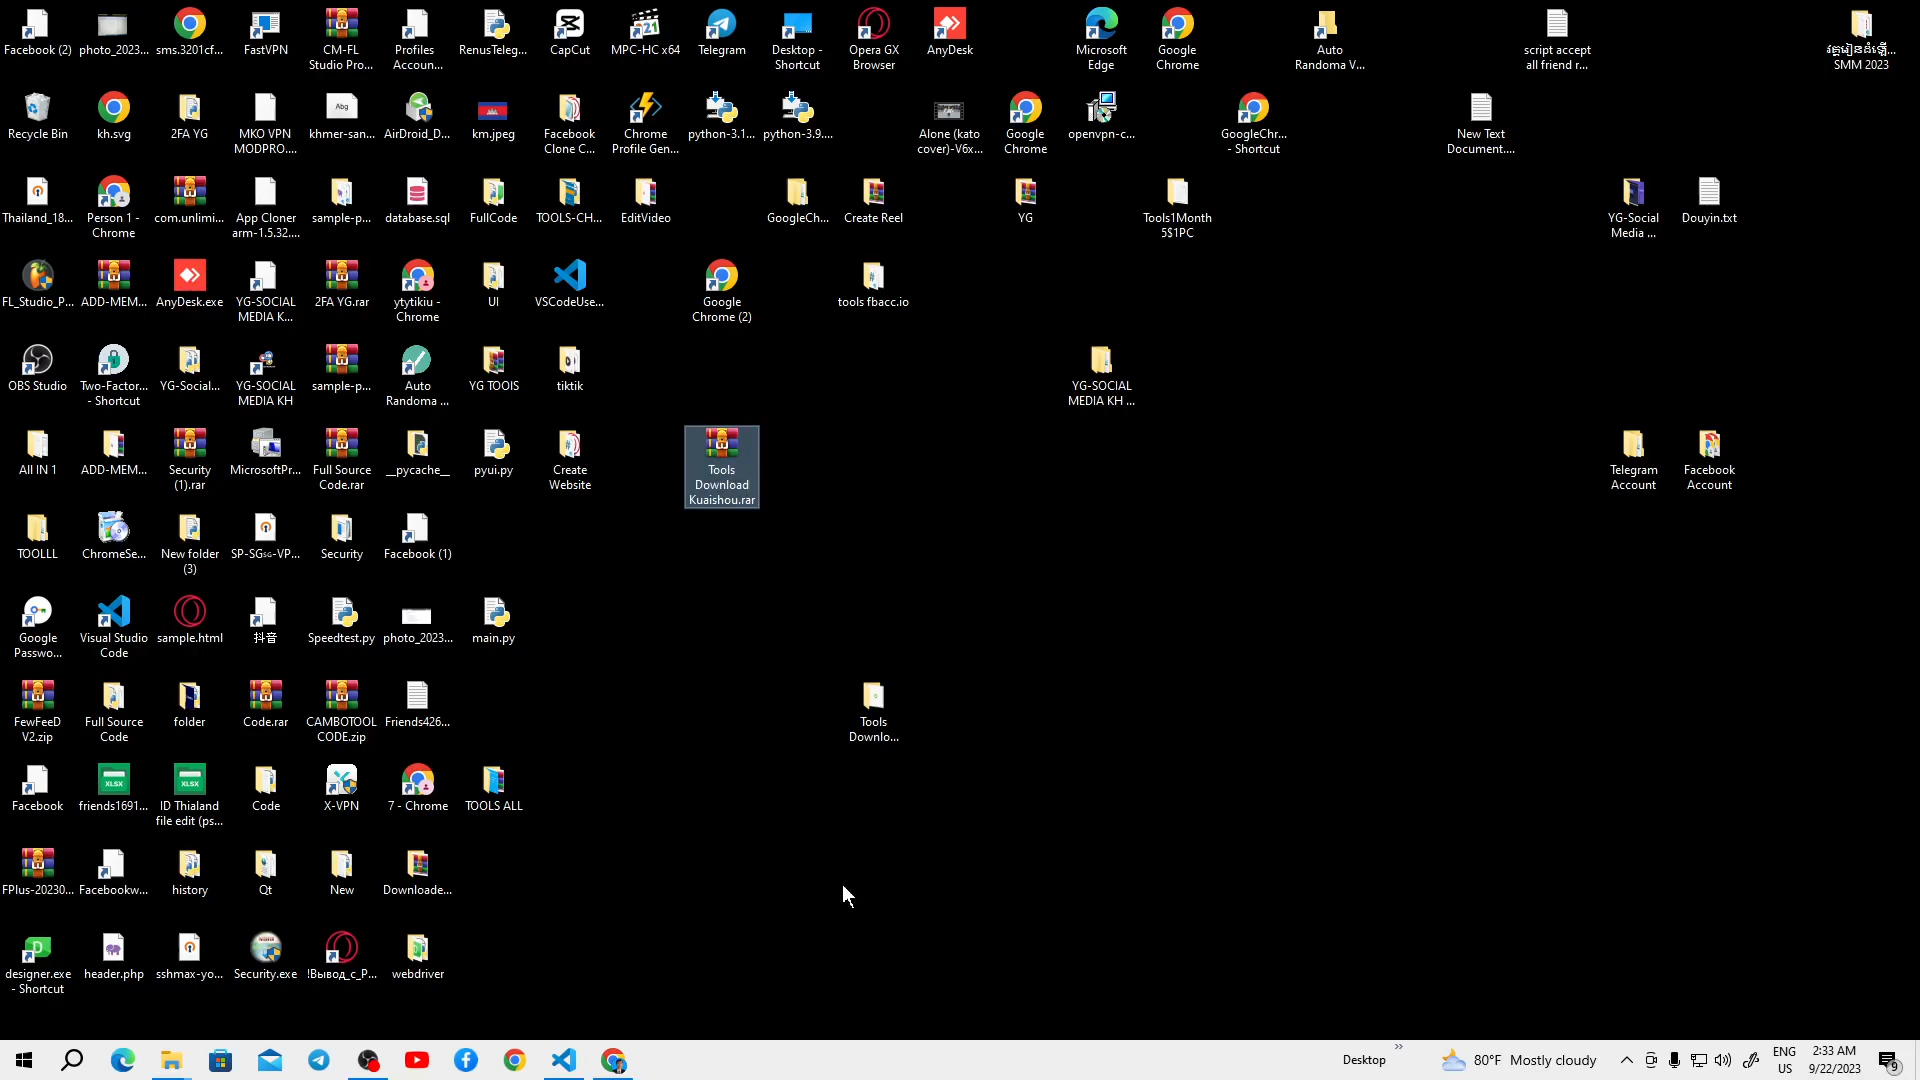 Facebook (2)
photo_2023...
sms.3201cf...
FastVPN
CM-FL
Studio Pro...
Profiles
Accoun...
RenusTeleg...
CapCut
MPC-HC x64
Telegram
Desktop -
Shortcut
Opera GX
Browser
AnyDesk
Microsoft
Edge
Google
Chrome
Auto
Randoma V...
script accept
all friend r...
SMM 2023
Recycle Bin
kh.svg
2FA YG
MKO VPN
MODPRO....
Abg
khmer-san...
AirDroid_D...
km.jpeg
Facebook
Clone C...
Chrome
Profile Gen...
python-3.1...
python-3.9....
Alone (kato
cover)-V6x...
Google
Chrome
openvpn-c...
GoogleChr...
- Shortcut
New Text
Document....
Thailand_18...
Person 1 -
Chrome
com.unlimi...
App Cloner
arm-1.5.32....
sample-p...
database.sql
FullCode
TOOLS-CH...
EditVideo
GoogleCh...
Create Reel
YG
Tools1Month
5$1PC
YG-Social
Media ...
Douyin.txt
FL_Studio_P...
ADD-MEM...
AnyDesk.exe
YG-SOCIAL
MEDIA K...
2FA YG.rar
ytytikiu -
Chrome
UI
VSCodeUse...
Google
Chrome (2)
tools fbacc.io
OBS Studio
Two-Factor...
- Shortcut
YG-Social...
YG-SOCIAL
MEDIA KH
sample-p...
Auto
Randoma ...
YG TOOlS
tiktik
YG-SOCIAL
MEDIA KH ...
All IN 1
ADD-MEM...
Security
(1).rar
MicrosoftPr...
Full Source
Code.rar
__pycache__
pyui.py
Create
Website
Tools
Download
Kuaishou.rar
Telegram
Account
Facebook
Account
TOOLLL
ChromeSe...
New folder
(3)
SP-SGSG-VP...
Security
Facebook (1)
Google
Passwo...
Visual Studio
Code
sample.html
抖音
Speedtest.py
photo_2023...
main.py
FewFeeD
V2.zip
Full Source
Code
folder
Code.rar
CAMBOTOOL
CODE.zip
Friends426...
Tools
Downlo...
Facebook
XLSX
friends1691...
XLSX
ID Thialand
file edit (ps...
Code
X-VPN
7 - Chrome
TOOLS ALL
FPlus-20230...
Facebookw...
history
Qt
New
Downloade...
designer.exe
- Shortcut
header.php
sshmax-yo...
Security.exe
!Вывод_с_P...
webdriver
Desktop
80°F Mostly cloudy
ENG
US
2:33 AM
9/22/2023
9